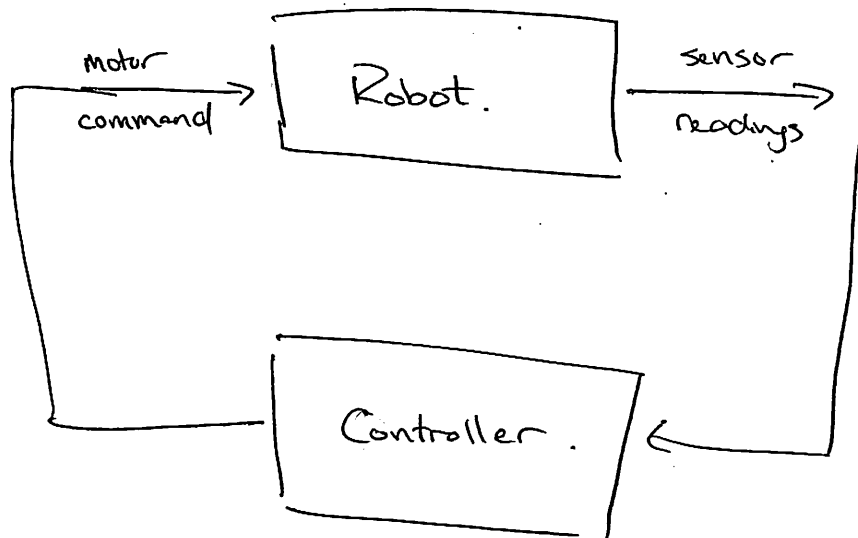 motor
command
Robot.
sensor
readings
Controller.